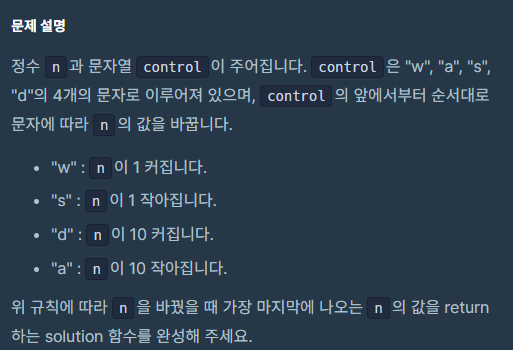 문제 설명
정수 n 과 문자열 control 이 주어집니다. control 은 "w", "a", "s",
"d"의 4개의 문자로 이루어져 있으며, control 의 앞에서부터 순서대로
문자에 따라 n 의 값을 바꿉니다.
• "w" : n 이 1 커집니다.
• "s" : n 이 1 작아집니다.
• "d" : n 이 10 커집니다.
• "a" : n 이 10 작아집니다.
위 규칙에 따라 n 을 바꿨을 때 가장 마지막에 나오는 n 의 값을 return
하는 solution 함수를 완성해 주세요.